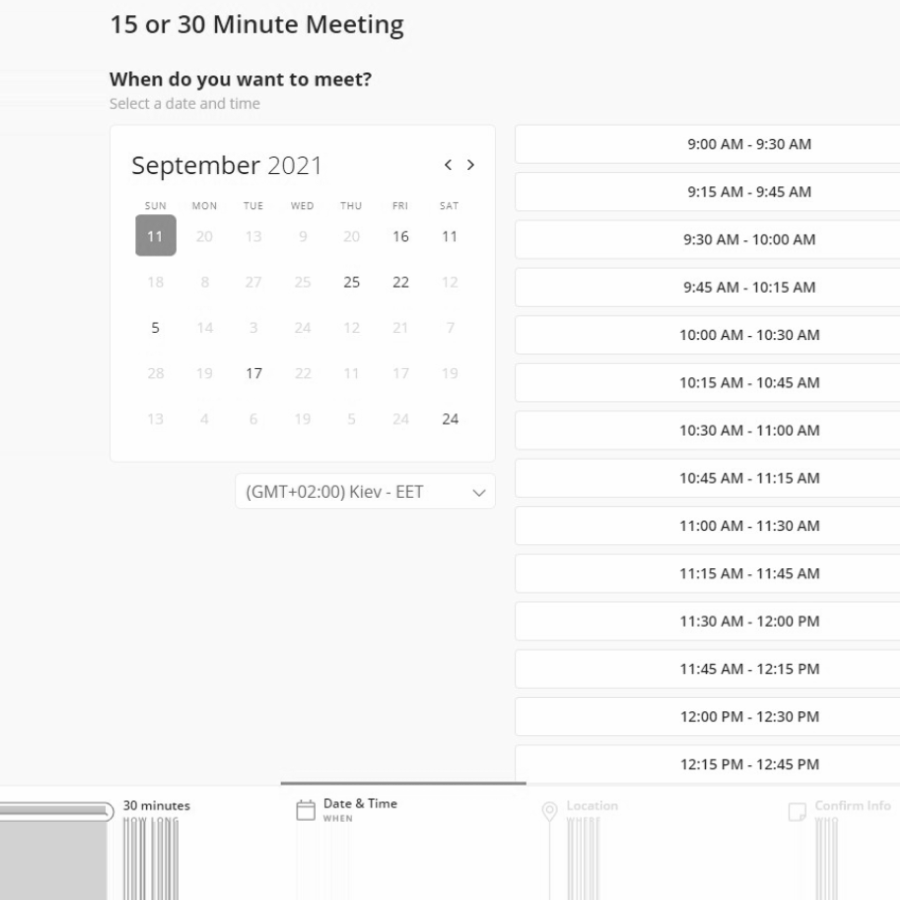 15 or 30 Minute Meeting
When do you want to meet?
Select a date and time
September 2021
SUN MON TUE WED THU FRI SAT
11 20 13 9 20 16 11
18 8 27 25 25 22 12
5 14 3 24 12 21 7
28 19 17 22 11 17 19
13 4 6 19 5 24 24
(GMT+02:00) Kiev - EET
9:00 AM - 9:30 AM
9:15 AM - 9:45 AM
9:30 AM - 10:00 AM
9:45 AM - 10:15 AM
10:00 AM - 10:30 AM
10:15 AM - 10:45 AM
10:30 AM - 11:00 AM
10:45 AM - 11:15 AM
11:00 AM - 11:30 AM
11:15 AM - 11:45 AM
11:30 AM - 12:00 PM
11:45 AM - 12:15 PM
12:00 PM - 12:30 PM
12:15 PM - 12:45 PM
30 minutes
HOW LONG
Date & Time
WHEN
Location
WHERE
Confirm Info
WHO